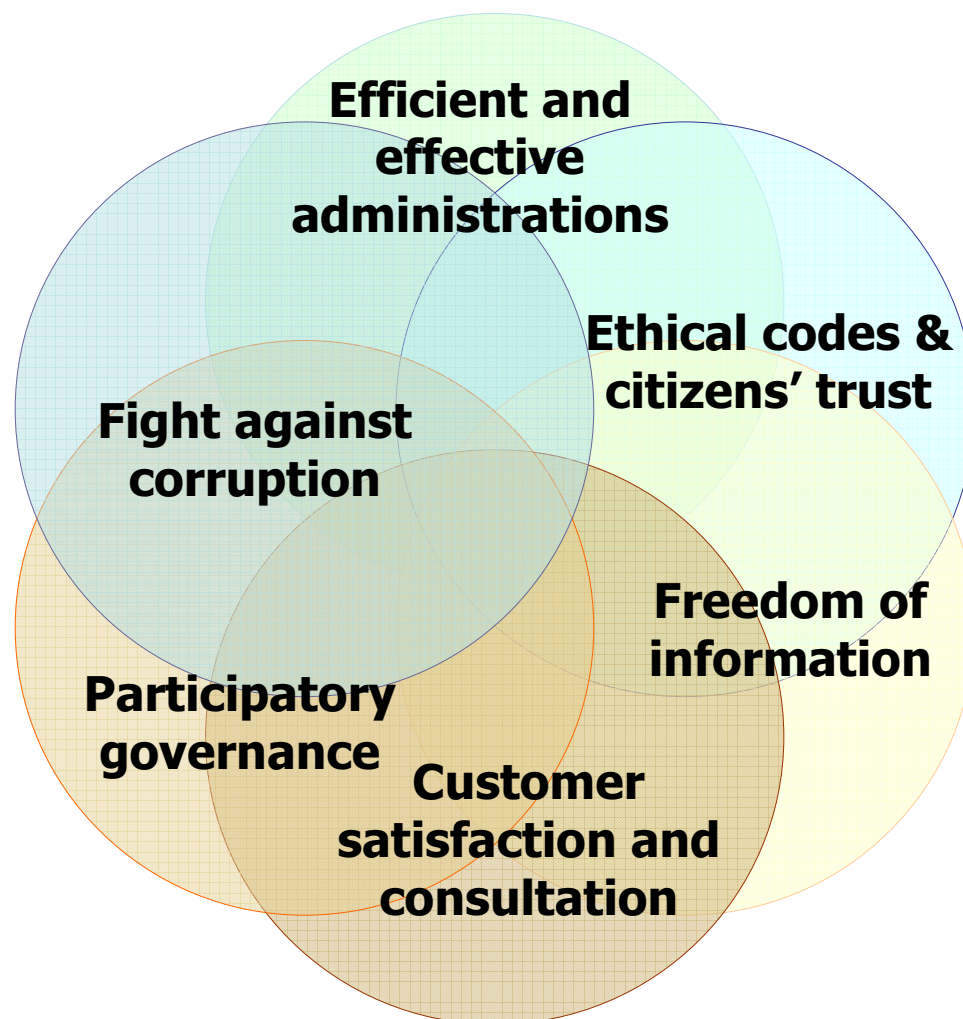 Efficient and
effective
administrations
Ethical codes &
citizens’ trust
Fight against
corruption
Freedom of
information
Participatory
governance
Customer
satisfaction and
consultation